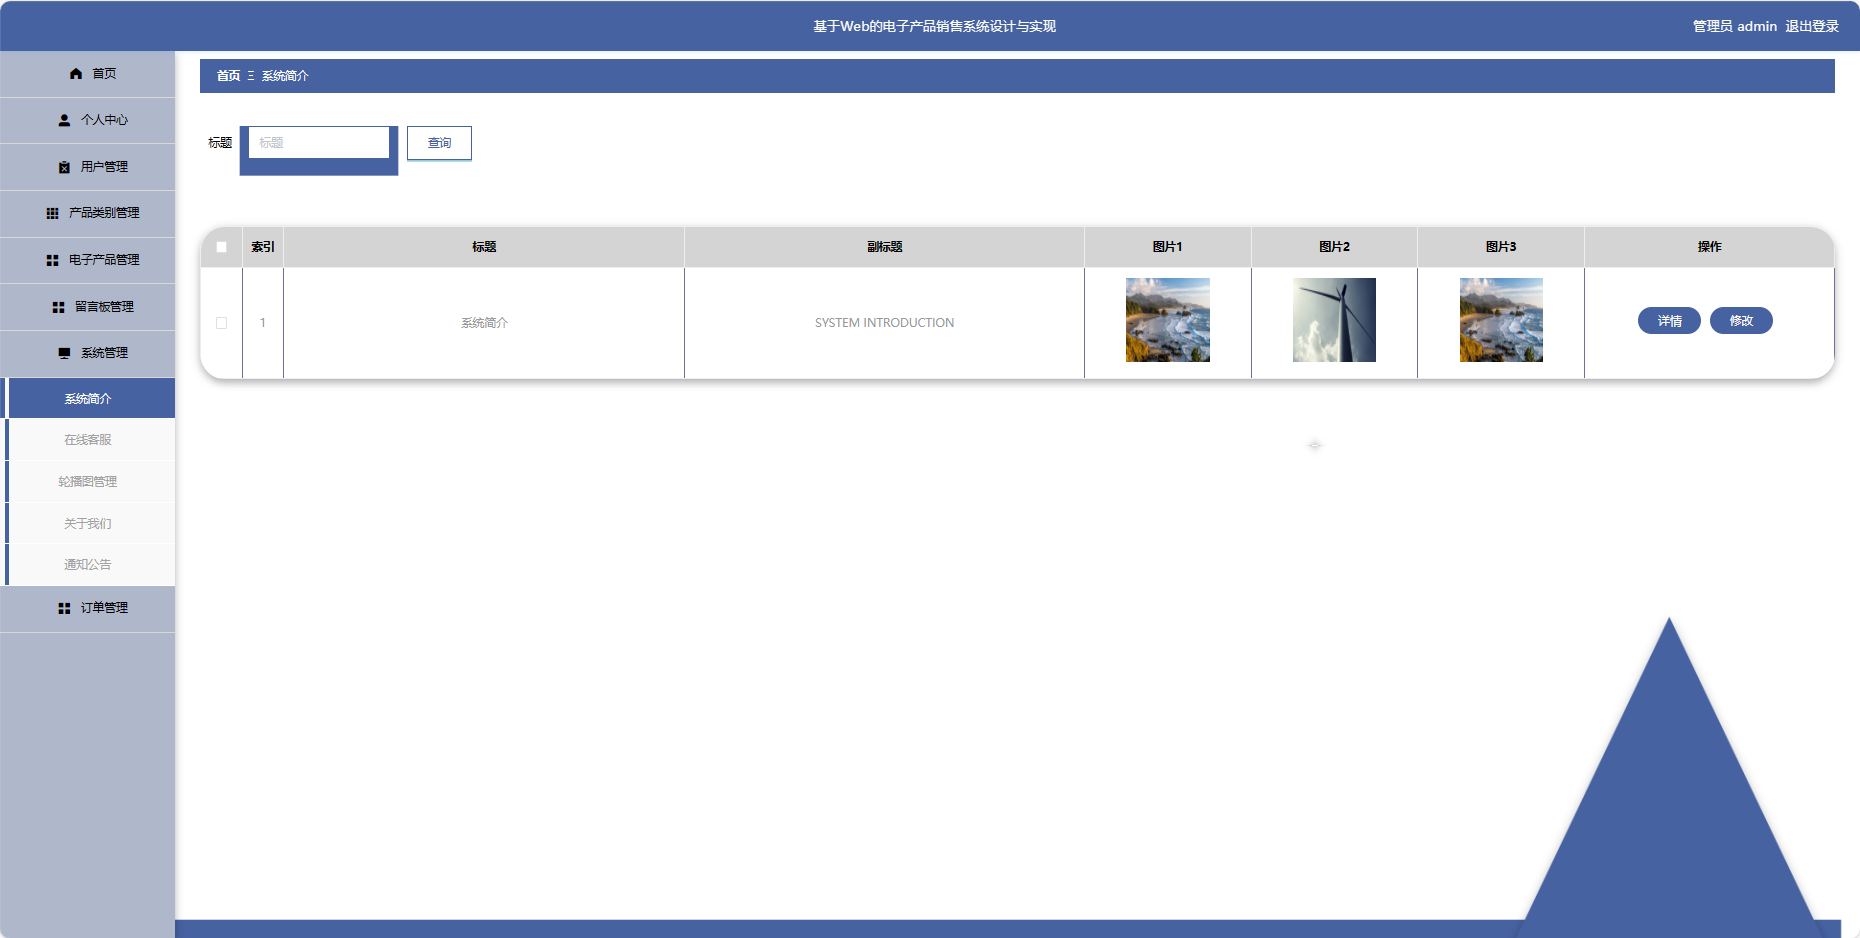 基于Web的电子产品销售系统设计与实现
管理员 admin 退出登录
首页
个人中心
用户管理
产品类别管理
电子产品管理
留言板管理
系统管理
系统简介
在线客服
轮播图管理
关于我们
通知公告
订单管理
首页 Ξ 系统简介
标题 标题 查询
索引 标题 副标题 图片1 图片2 图片3 操作
1 系统简介 SYSTEM INTRODUCTION 详情 修改